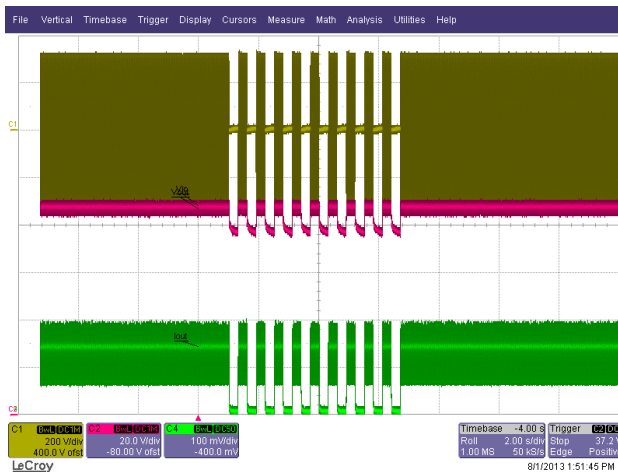 File Vertical Timebase Trigger Display Cursors Measure Math Analysis Utilities Help
C1
Iout
C1 BwL DC1M C2 BwL DC1M C4 BwL DC50 Timebase -4.00 s Trigger C2 DC
200 V/div 20.0 V/div 100 mV/div Roll 2.00 s/div Stop 37.2 V
400.0 V ofst -80.00 V ofst -400.0 mV 1.00 MS 50 kS/s Edge Positiv
LeCroy 8/1/2013 1:51:45 PM